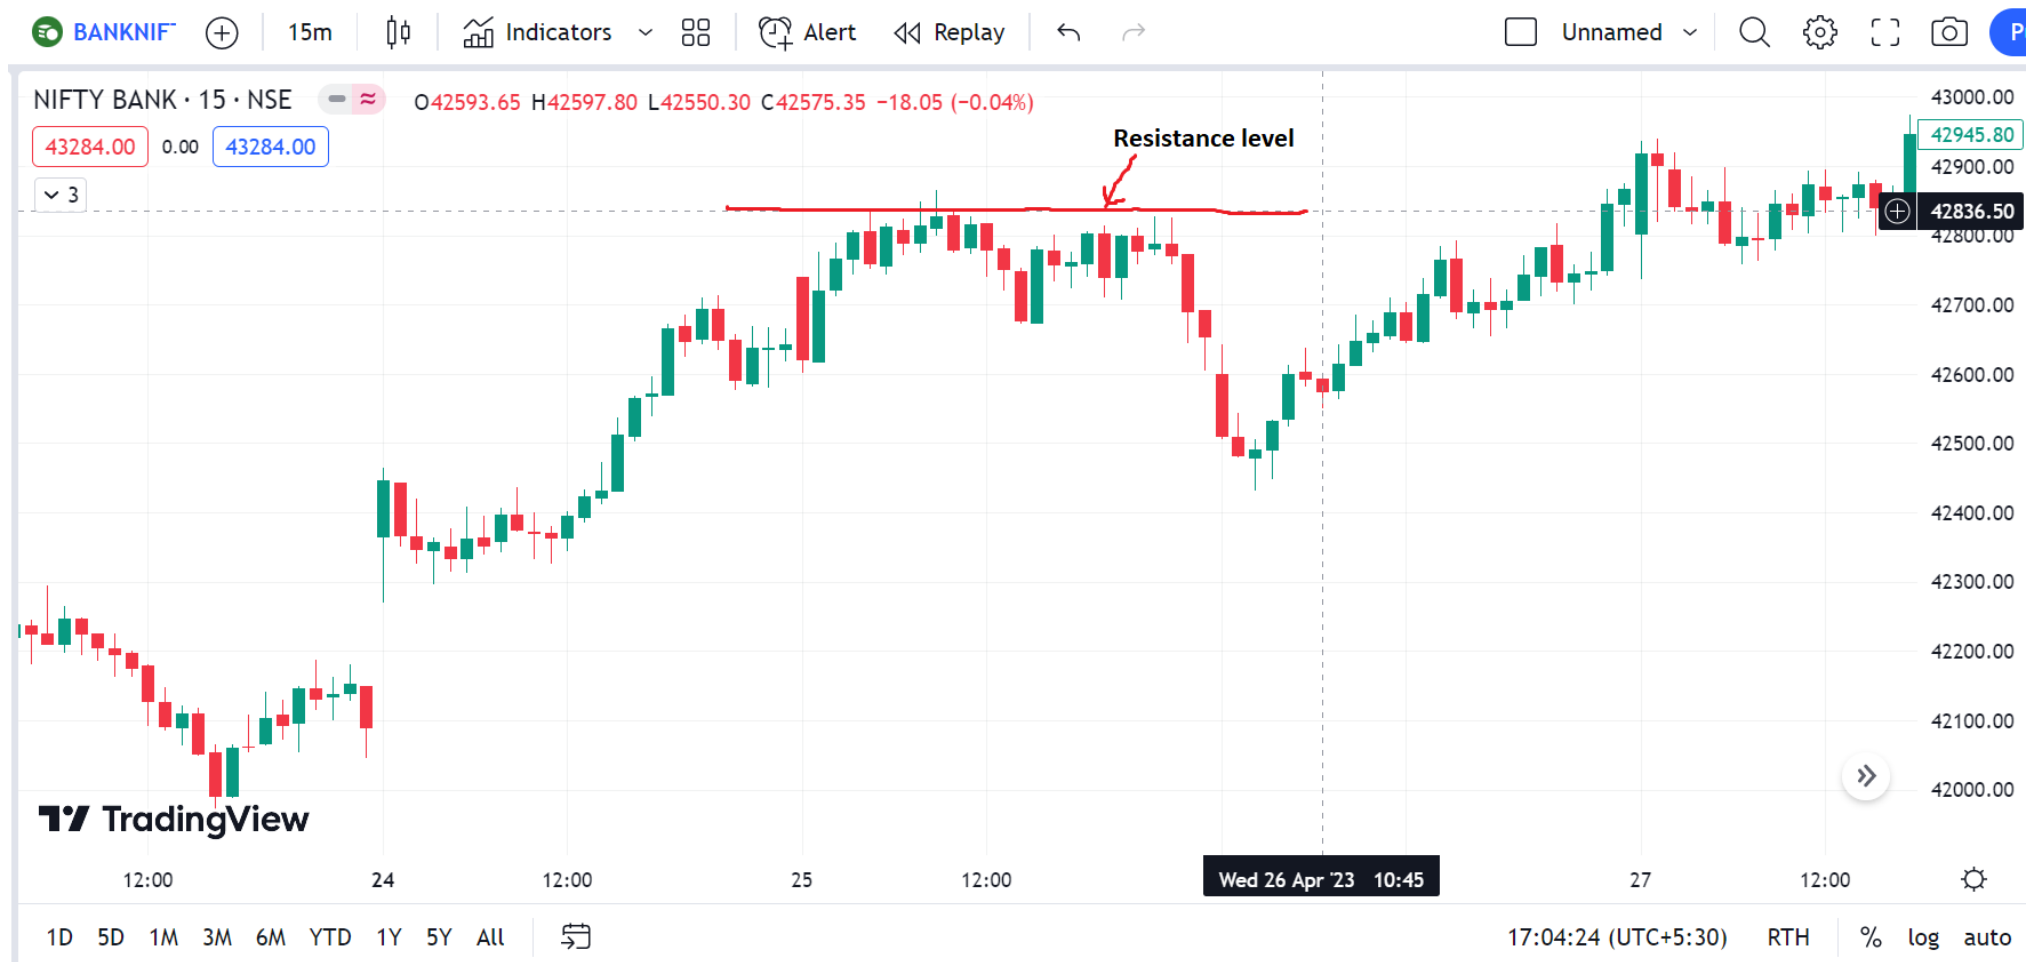 BANKNIF
15m
Indicators
Alert
Replay
Unnamed
NIFTY BANK · 15 · NSE
O42593.65 H42597.80 L42550.30 C42575.35 −18.05 (−0.04%)
43284.00 0.00 43284.00
3
Resistance level
43000.00
42945.80
42900.00
42836.50
42800.00
42700.00
42600.00
42500.00
42400.00
42300.00
42200.00
42100.00
42000.00
TradingView
12:00 24 12:00 25 12:00 Wed 26 Apr '23 10:45 27 12:00
1D 5D 1M 3M 6M YTD 1Y 5Y All
17:04:24 (UTC+5:30) RTH % log auto